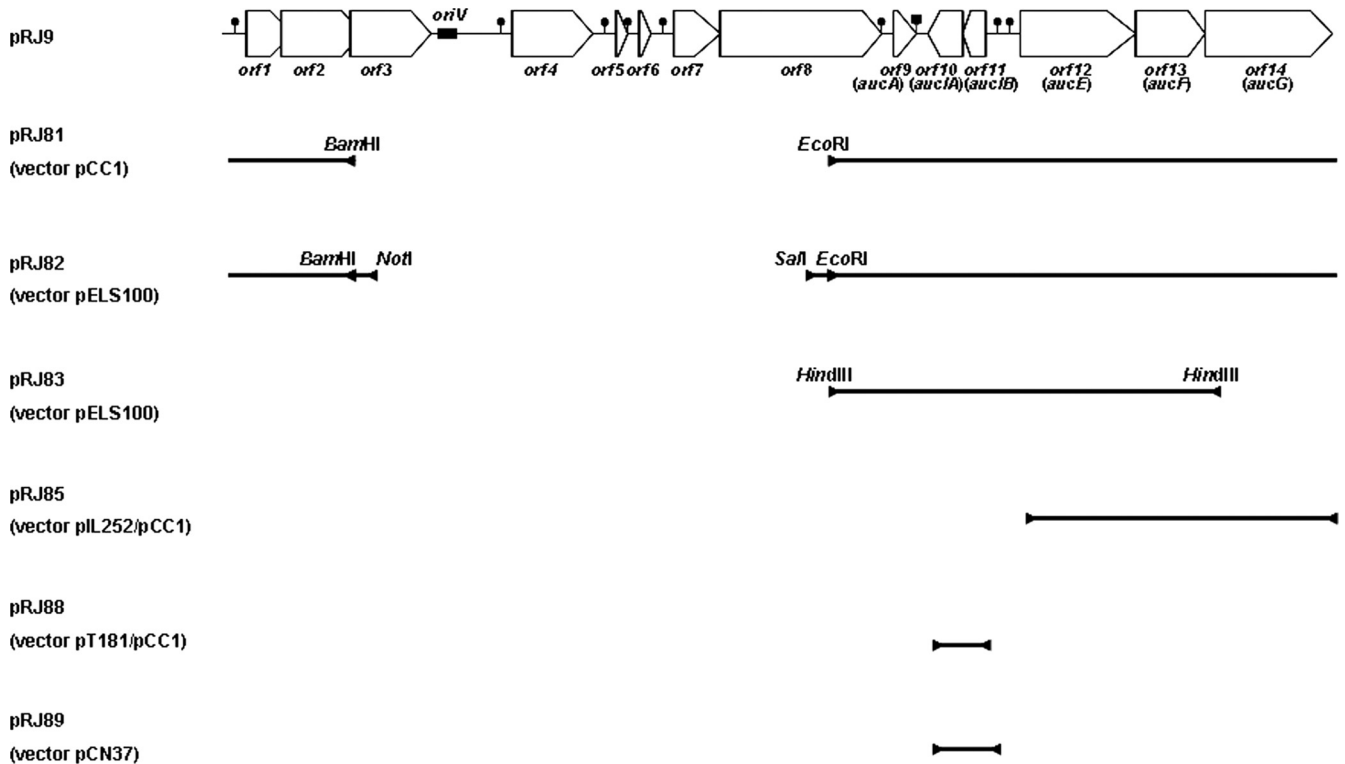 oriV
pRJ9
orf1 orf2 orf3 orf4 orf5 orf6 orf7 orf8 orf9 orf10 orf11 orf12 orf13 orf14
(aucA) (aucIA) (aucIB) (aucE) (aucF) (aucG)
pRJ81
BamHI EcoRI
(vector pCC1)
pRJ82
BamHI NotI SalI EcoRI
(vector pELS100)
pRJ83
HindIII HindIII
(vector pELS100)
pRJ85
(vector pIL252/pCC1)
pRJ88
(vector pT181/pCC1)
pRJ89
(vector pCN37)